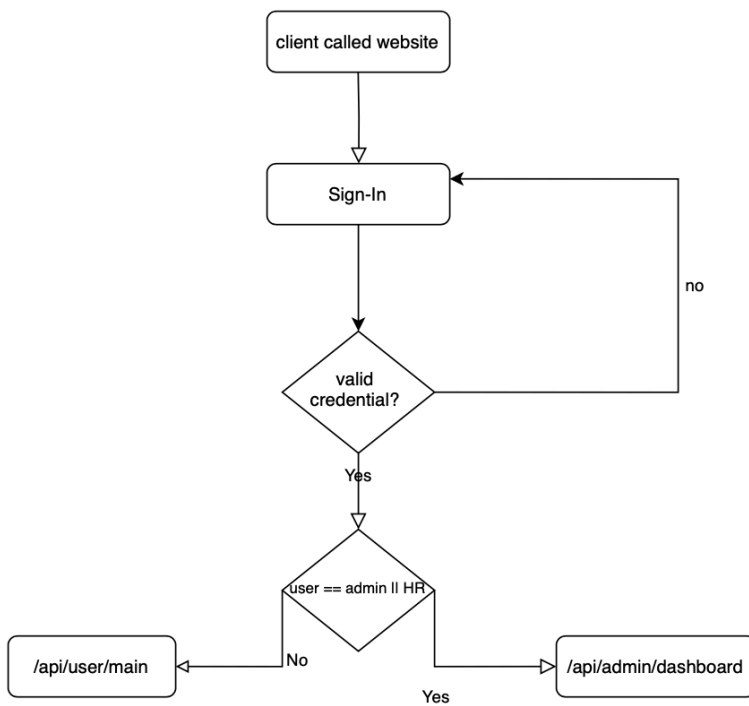 client called website
Sign-In
no
valid
credential?
Yes
user == admin || HR
No
/api/user/main
/api/admin/dashboard
Yes